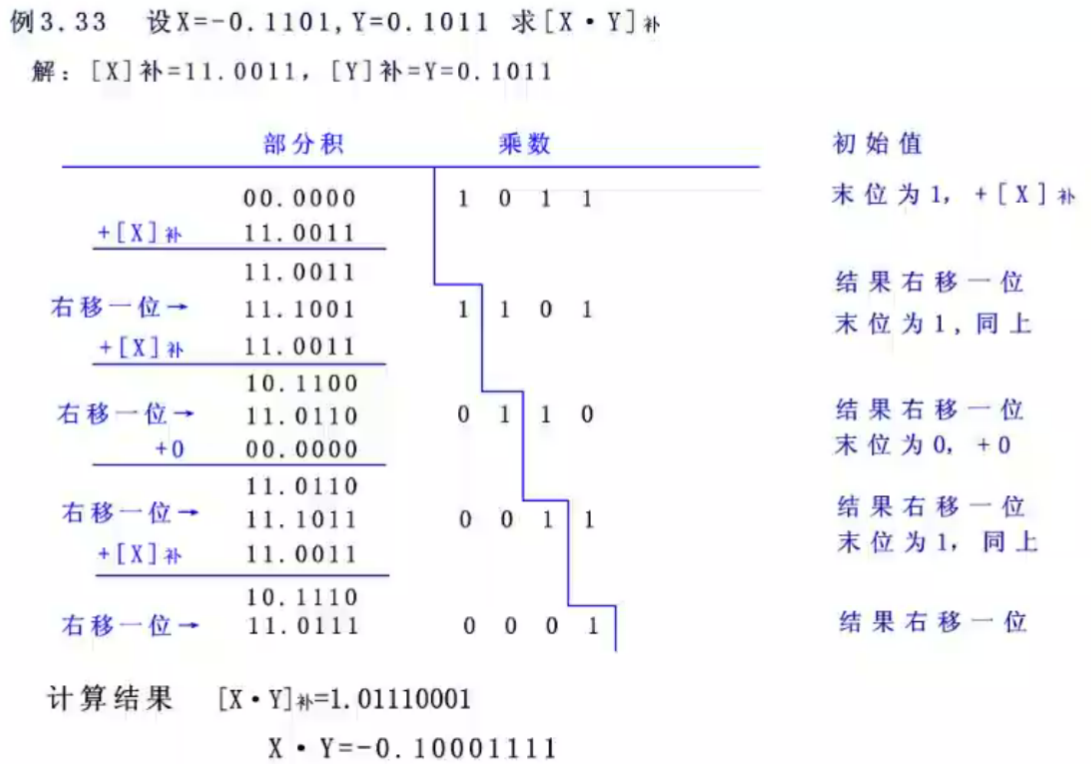 例3.33 设X=-0.1101,Y=0.1011 求[X·Y]补
解：[X]补=11.0011，[Y]补=Y=0.1011
部分积 乘数 初始值
00.0000 1 0 1 1 末位为1，+[X]补
+[X]补 11.0011
11.0011 结果右移一位
右移一位→ 11.1001 1 1 0 1 末位为1,同上
+[X]补 11.0011
10.1100
右移一位→ 11.0110 0 1 1 0 结果右移一位
+0 00.0000 末位为0，+0
11.0110 结果右移一位
右移一位→ 11.1011 0 0 1 1 末位为1，同上
+[X]补 11.0011
10.1110
右移一位→ 11.0111 0 0 0 1 结果右移一位
计算结果 [X·Y]补=1.01110001
X·Y=-0.10001111